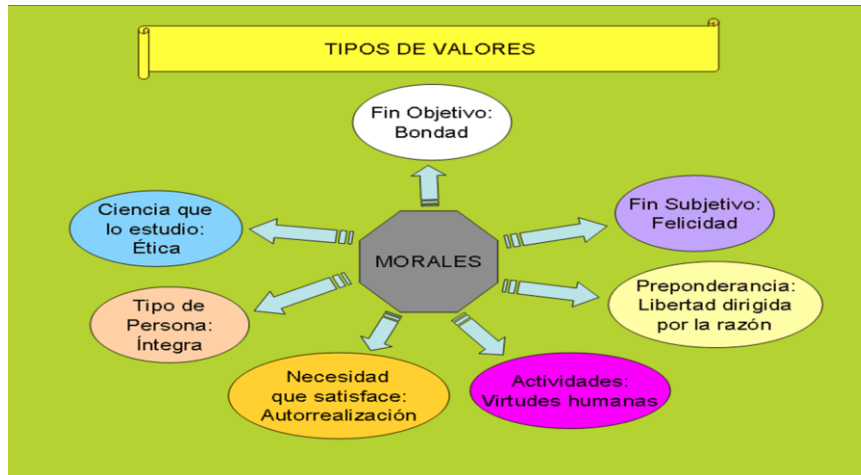 TIPOS DE VALORES
Fin Objetivo:
Bondad
Ciencia que
lo estudio:
Ética
Fin Subjetivo:
Felicidad
MORALES
Tipo de
Persona:
Íntegra
Preponderancia:
Libertad dirigida
por la razón
Necesidad
que satisface:
Autorrealización
Actividades:
Virtudes humanas